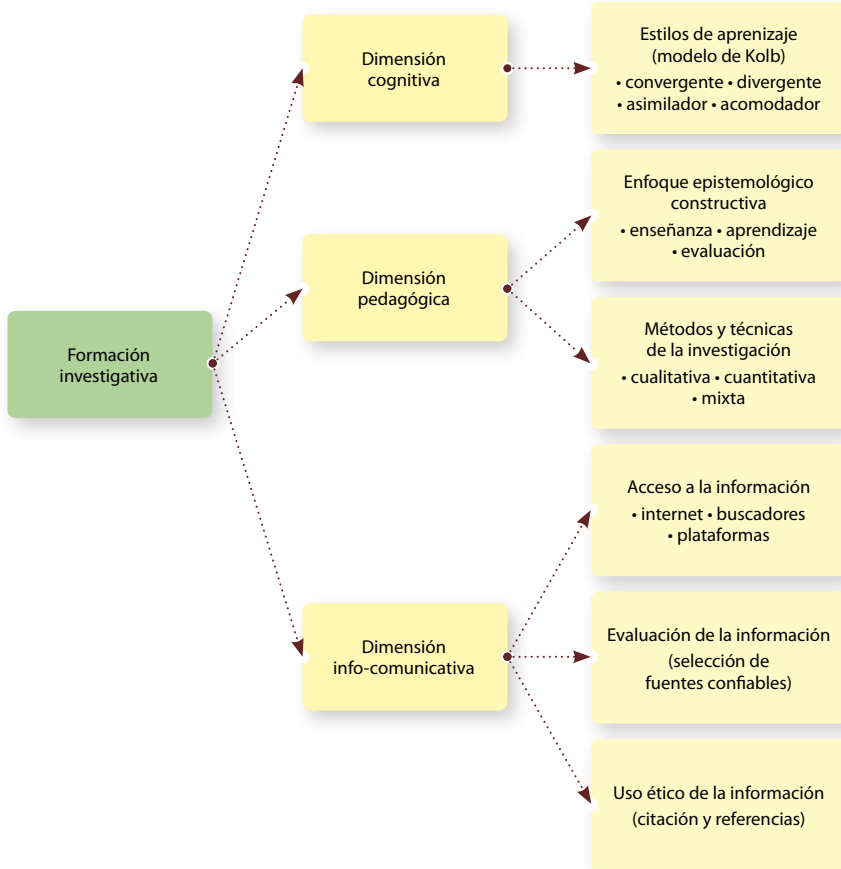 Formación
investigativa
Dimensión
cognitiva
Estilos de aprenizaje
(modelo de Kolb)
• convergente • divergente
• asimilador • acomodador
Dimensión
pedagógica
Enfoque epistemológico
constructiva
• enseñanza • aprendizaje
• evaluación
Métodos y técnicas
de la investigación
• cualitativa • cuantitativa
• mixta
Dimensión
info-comunicativa
Acceso a la información
• internet • buscadores
• plataformas
Evaluación de la información
(selección de
fuentes confiables)
Uso ético de la información
(citación y referencias)